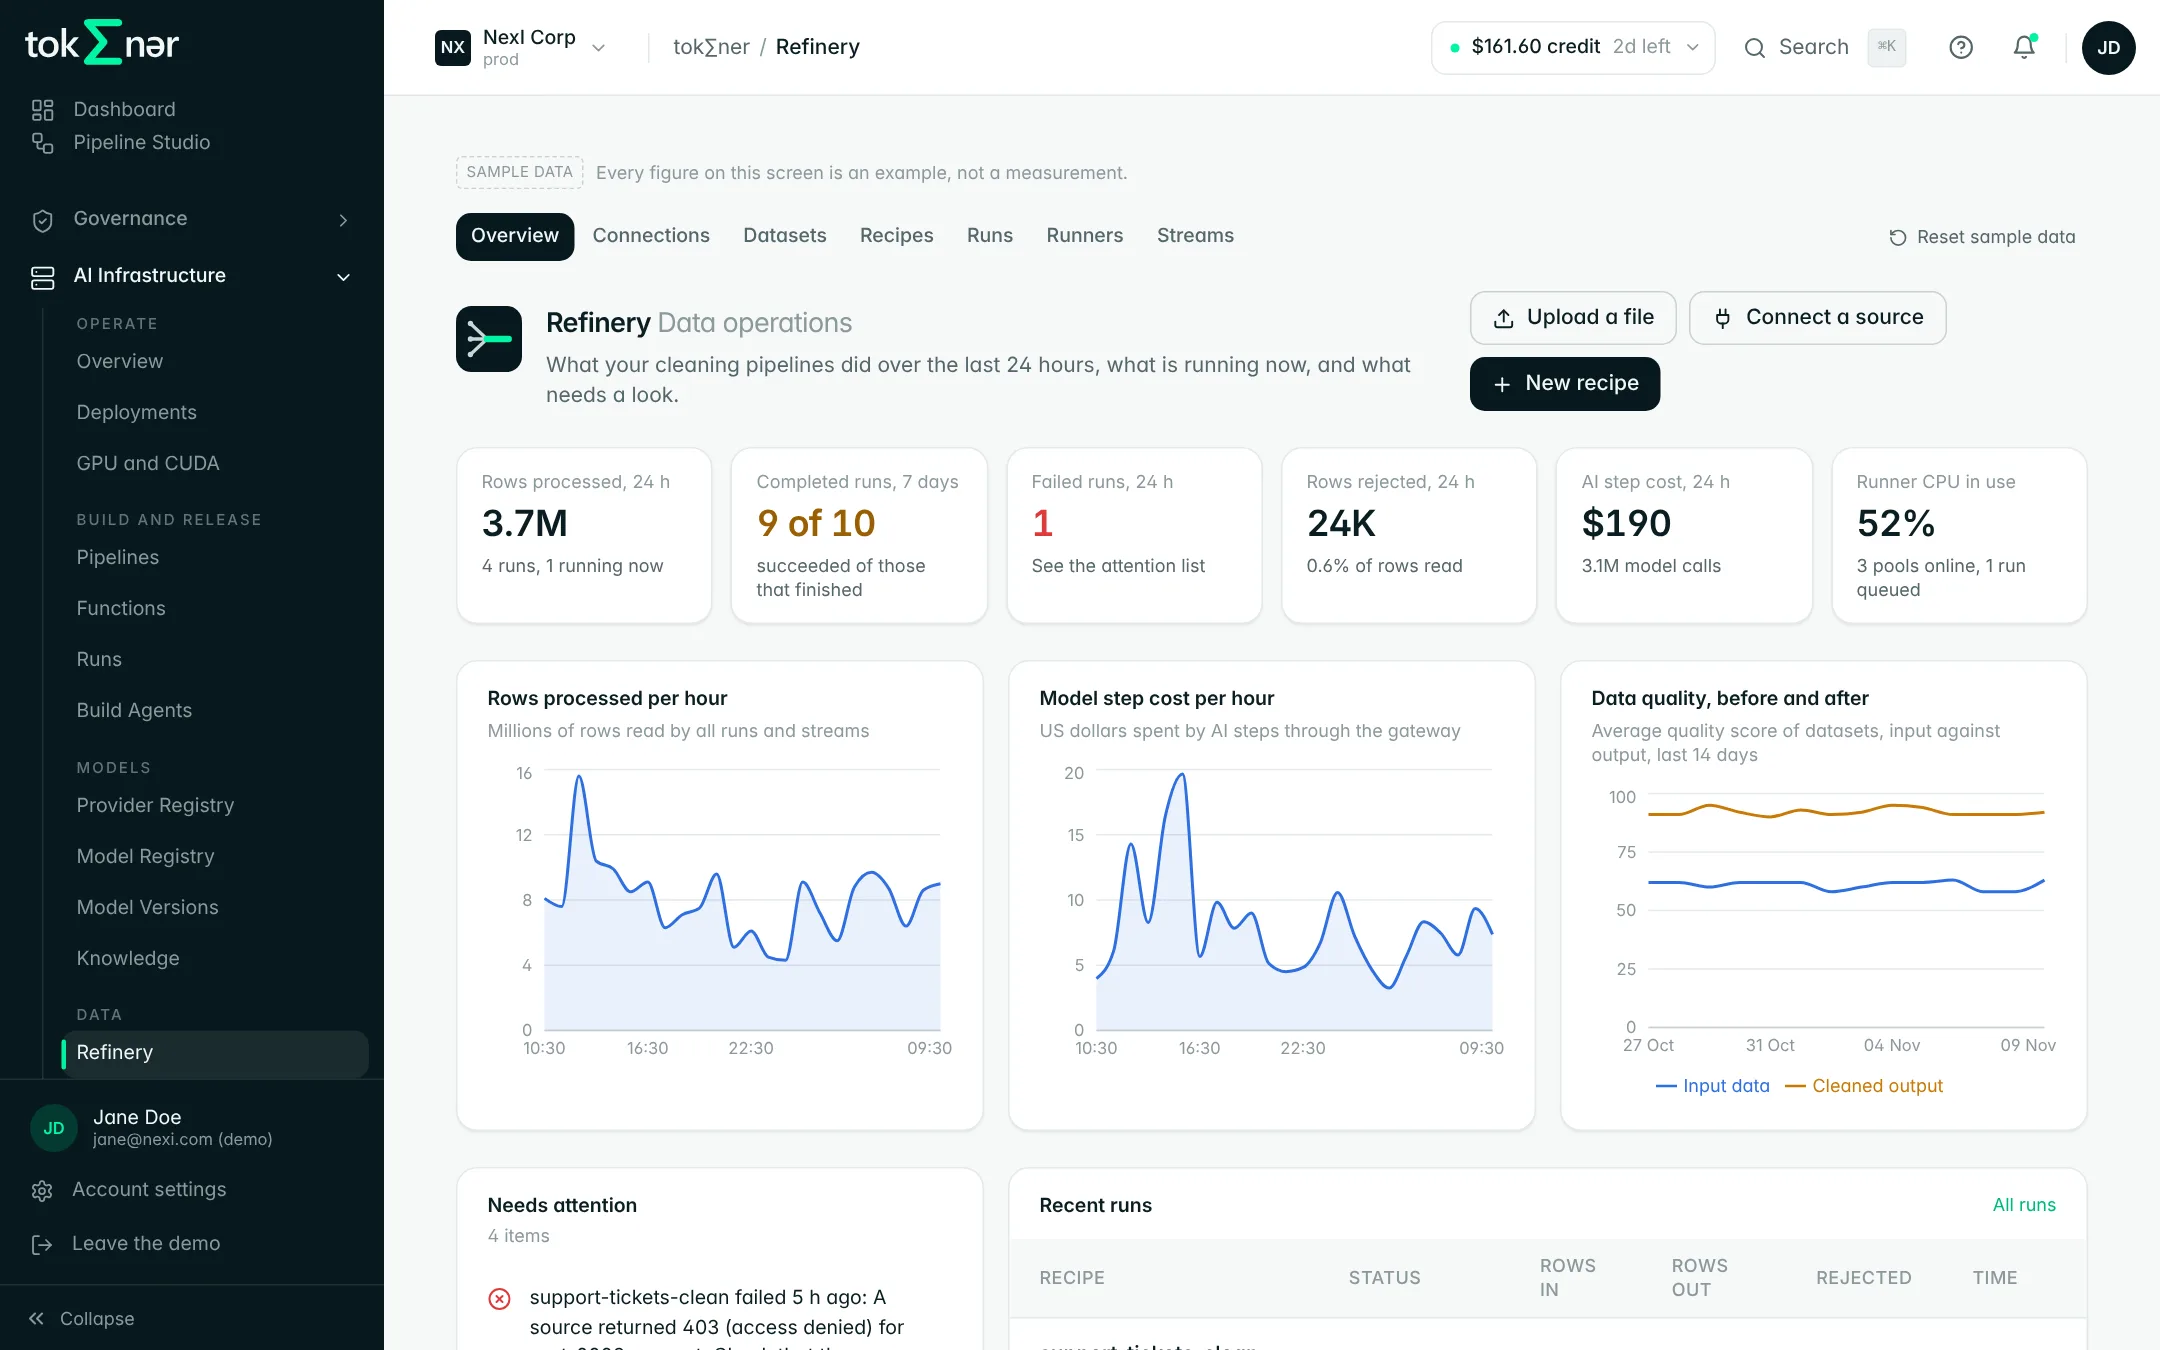 tok∑nər
Dashboard
Pipeline Studio
Governance
AI Infrastructure
OPERATE
Overview
Deployments
GPU and CUDA
BUILD AND RELEASE
Pipelines
Functions
Runs
Build Agents
MODELS
Provider Registry
Model Registry
Model Versions
Knowledge
DATA
Refinery
JD
Jane Doe
jane@nexi.com (demo)
Account settings
Leave the demo
Collapse
NX
Nexl Corp
prod
tok∑ner / Refinery
$161.60 credit 2d left
Search ⌘K
JD
SAMPLE DATA Every figure on this screen is an example, not a measurement.
Overview Connections Datasets Recipes Runs Runners Streams
Reset sample data
Refinery Data operations
What your cleaning pipelines did over the last 24 hours, what is running now, and what
needs a look.
Upload a file
Connect a source
New recipe
Rows processed, 24 h
3.7M
4 runs, 1 running now
Completed runs, 7 days
9 of 10
succeeded of those
that finished
Failed runs, 24 h
1
See the attention list
Rows rejected, 24 h
24K
0.6% of rows read
AI step cost, 24 h
$190
3.1M model calls
Runner CPU in use
52%
3 pools online, 1 run
queued
Rows processed per hour
Millions of rows read by all runs and streams
16
12
8
4
0
10:30 16:30 22:30 09:30
Model step cost per hour
US dollars spent by AI steps through the gateway
20
15
10
5
0
10:30 16:30 22:30 09:30
Data quality, before and after
Average quality score of datasets, input against
output, last 14 days
100
75
50
25
0
27 Oct 31 Oct 04 Nov 09 Nov
Input data Cleaned output
Needs attention
4 items
support-tickets-clean failed 5 h ago: A
source returned 403 (access denied) for
Recent runs
All runs
RECIPE STATUS ROWS IN ROWS OUT REJECTED TIME